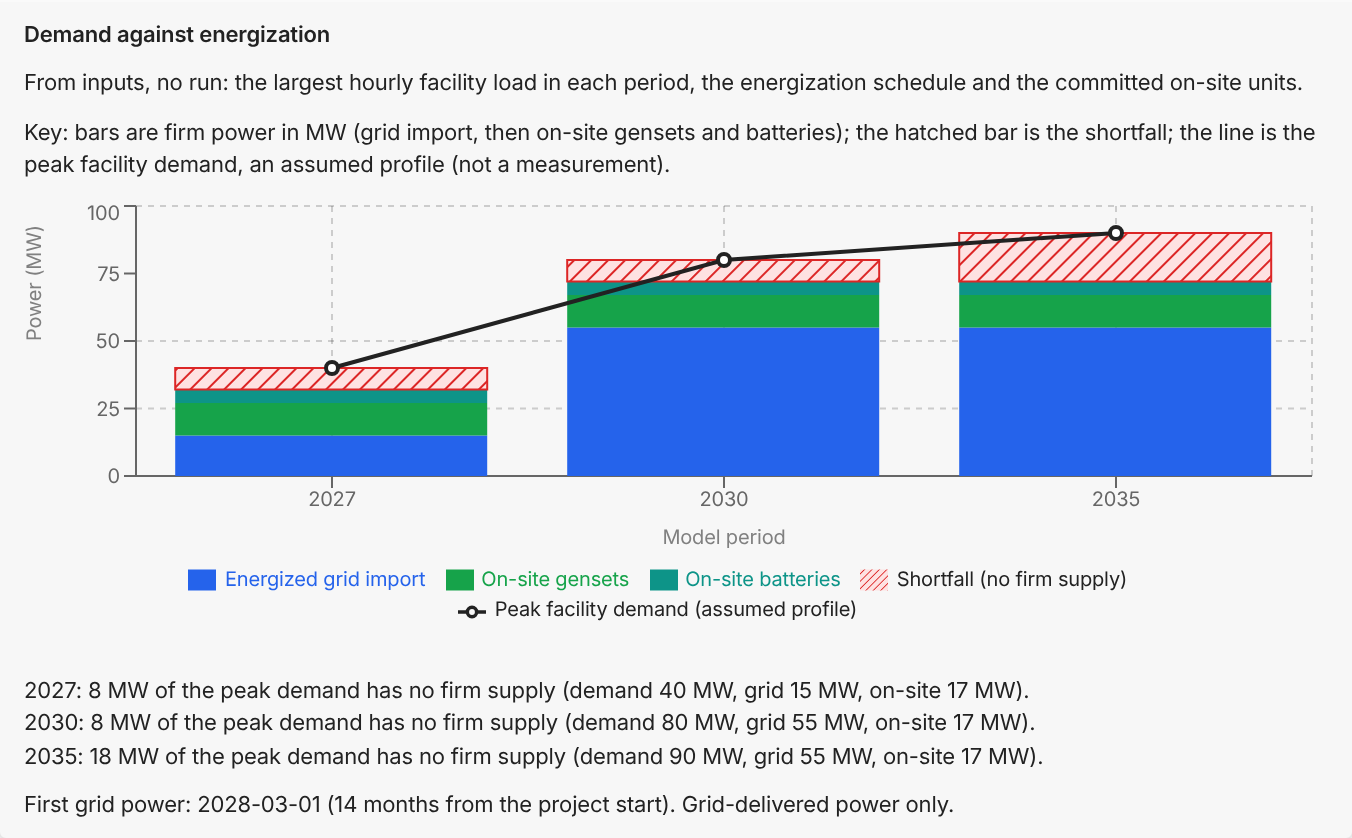 Demand against energization
From inputs, no run: the largest hourly facility load in each period, the energization schedule and the committed on-site units.
Key: bars are firm power in MW (grid import, then on-site gensets and batteries); the hatched bar is the shortfall; the line is the
peak facility demand, an assumed profile (not a measurement).
Power (MW)
100
75
50
25
0
2027 2030 2035
Model period
Energized grid import On-site gensets On-site batteries Shortfall (no firm supply)
Peak facility demand (assumed profile)
2027: 8 MW of the peak demand has no firm supply (demand 40 MW, grid 15 MW, on-site 17 MW).
2030: 8 MW of the peak demand has no firm supply (demand 80 MW, grid 55 MW, on-site 17 MW).
2035: 18 MW of the peak demand has no firm supply (demand 90 MW, grid 55 MW, on-site 17 MW).
First grid power: 2028-03-01 (14 months from the project start). Grid-delivered power only.